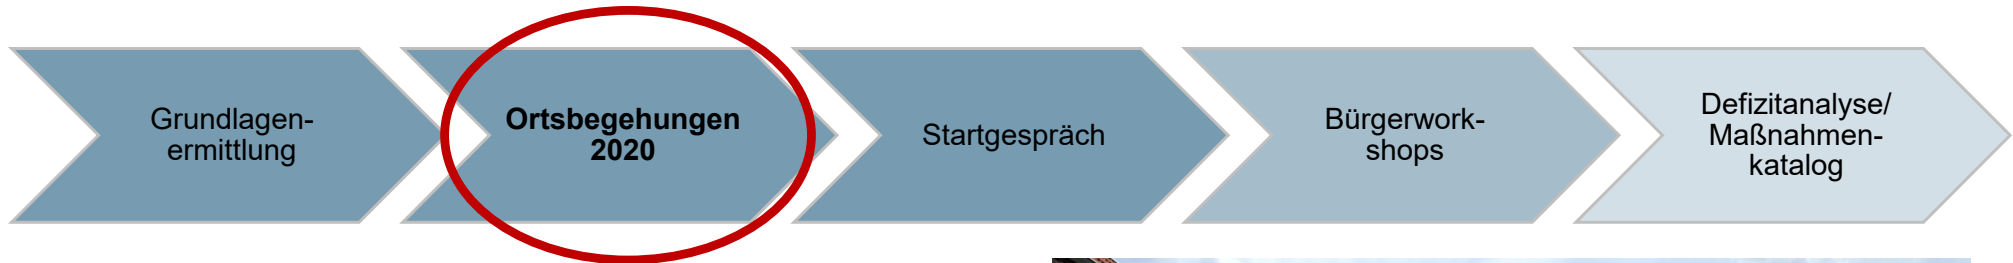 Grundlagen-
ermittlung
Ortsbegehungen
2020
Startgespräch
Bürgerwork-
shops
Defizitanalyse/
Maßnahmen-
katalog